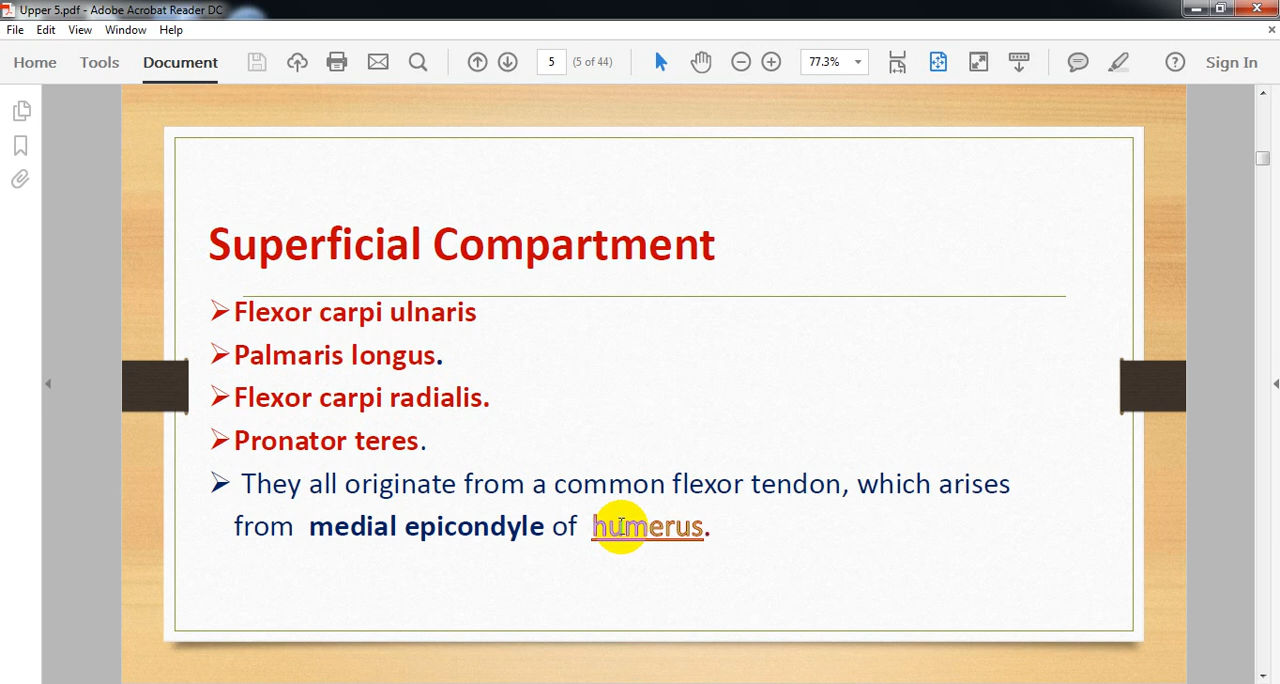 Upper 5.pdf - Adobe Acrobat Reader DC
File Edit View Window Help
Home Tools Document 5 (5 of 44) 77.3% Sign In
Superficial Compartment
Flexor carpi ulnaris
Palmaris longus.
Flexor carpi radialis.
Pronator teres.
They all originate from a common flexor tendon, which arises
from medial epicondyle of humerus.